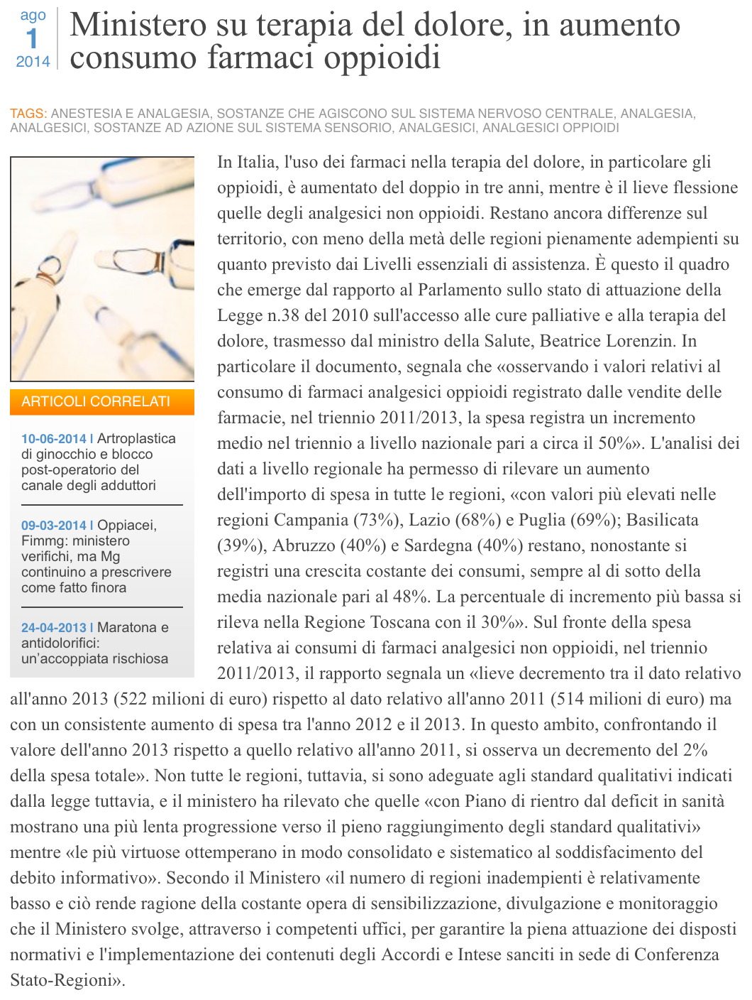 ago
1
2014
Ministero su terapia del dolore, in aumento
consumo farmaci oppioidi
TAGS: ANESTESIA E ANALGESIA, SOSTANZE CHE AGISCONO SUL SISTEMA NERVOSO CENTRALE, ANALGESIA,
ANALGESICI, SOSTANZE AD AZIONE SUL SISTEMA SENSORIO, ANALGESICI, ANALGESICI OPPIOIDI
In Italia, l'uso dei farmaci nella terapia del dolore, in particolare gli
oppioidi, è aumentato del doppio in tre anni, mentre è il lieve flessione
quelle degli analgesici non oppioidi. Restano ancora differenze sul
territorio, con meno della metà delle regioni pienamente adempienti su
quanto previsto dai Livelli essenziali di assistenza. È questo il quadro
che emerge dal rapporto al Parlamento sullo stato di attuazione della
Legge n.38 del 2010 sull'accesso alle cure palliative e alla terapia del
dolore, trasmesso dal ministro della Salute, Beatrice Lorenzin. In
particolare il documento, segnala che «osservando i valori relativi al
consumo di farmaci analgesici oppioidi registrato dalle vendite delle
farmacie, nel triennio 2011/2013, la spesa registra un incremento
medio nel triennio a livello nazionale pari a circa il 50%». L'analisi dei
dati a livello regionale ha permesso di rilevare un aumento
dell'importo di spesa in tutte le regioni, «con valori più elevati nelle
regioni Campania (73%), Lazio (68%) e Puglia (69%); Basilicata
(39%), Abruzzo (40%) e Sardegna (40%) restano, nonostante si
registri una crescita costante dei consumi, sempre al di sotto della
media nazionale pari al 48%. La percentuale di incremento più bassa si
rileva nella Regione Toscana con il 30%». Sul fronte della spesa
relativa ai consumi di farmaci analgesici non oppioidi, nel triennio
2011/2013, il rapporto segnala un «lieve decremento tra il dato relativo
all'anno 2013 (522 milioni di euro) rispetto al dato relativo all'anno 2011 (514 milioni di euro) ma
con un consistente aumento di spesa tra l'anno 2012 e il 2013. In questo ambito, confrontando il
valore dell'anno 2013 rispetto a quello relativo all'anno 2011, si osserva un decremento del 2%
della spesa totale». Non tutte le regioni, tuttavia, si sono adeguate agli standard qualitativi indicati
dalla legge tuttavia, e il ministero ha rilevato che quelle «con Piano di rientro dal deficit in sanità
mostrano una più lenta progressione verso il pieno raggiungimento degli standard qualitativi»
mentre «le più virtuose ottemperano in modo consolidato e sistematico al soddisfacimento del
debito informativo». Secondo il Ministero «il numero di regioni inadempienti è relativamente
basso e ciò rende ragione della costante opera di sensibilizzazione, divulgazione e monitoraggio
che il Ministero svolge, attraverso i competenti uffici, per garantire la piena attuazione dei disposti
normativi e l'implementazione dei contenuti degli Accordi e Intese sanciti in sede di Conferenza
Stato-Regioni».
ARTICOLI CORRELATI
10-06-2014 | Artroplastica
di ginocchio e blocco
post-operatorio del
canale degli adduttori
09-03-2014 | Oppiacei,
Fimmg: ministero
verifichi, ma Mg
continuino a prescrivere
come fatto finora
24-04-2013 | Maratona e
antidolorifici:
un'accoppiata rischiosa